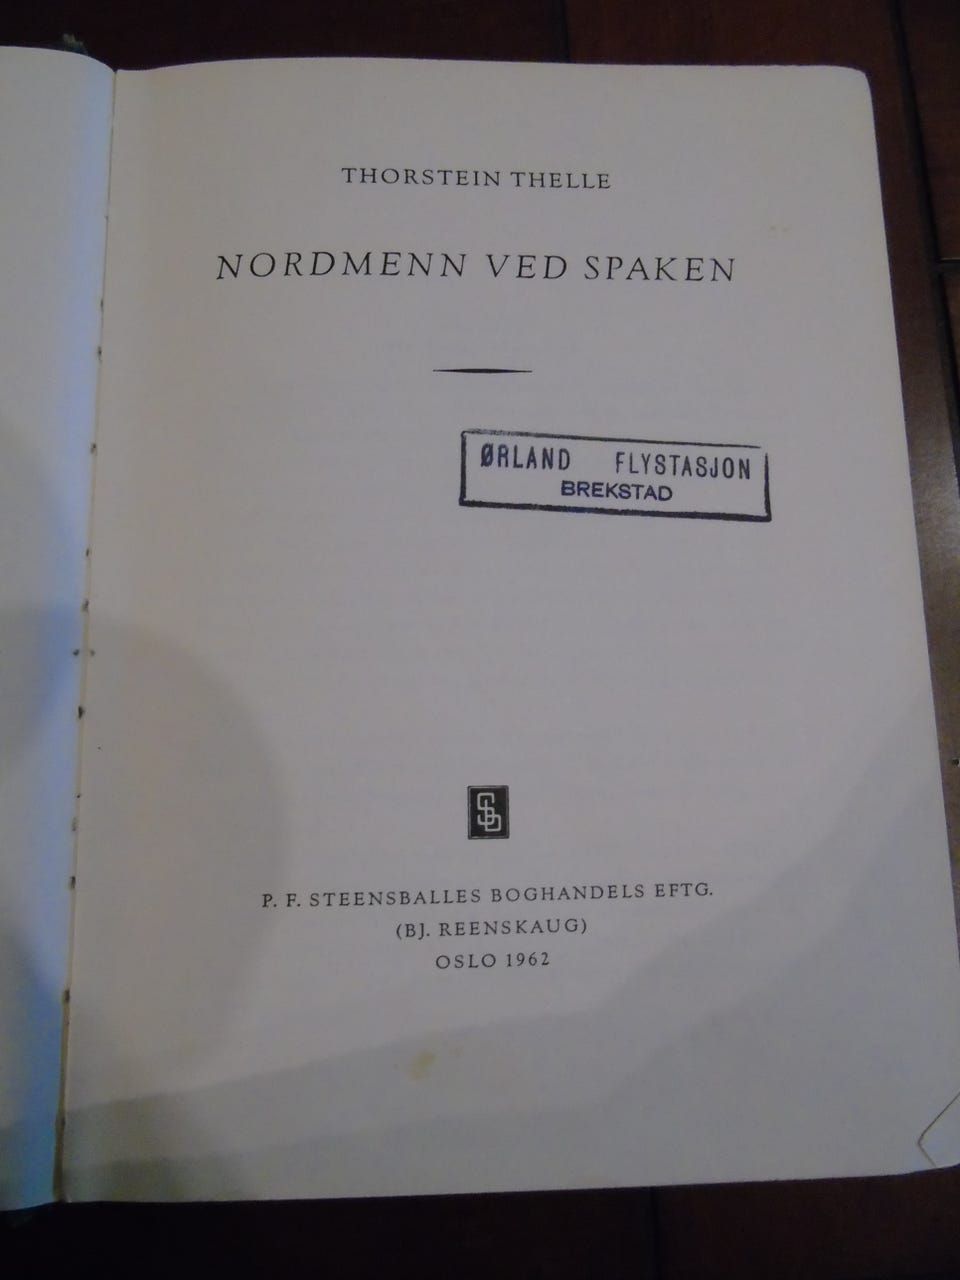 THORSTEIN THELLE
NORDMENN VED SPAKEN
ØRLAND FLYSTASJON
BREKSTAD
P. F. STEENSBALLES BOGHANDELS EFTG.
(BJ. REENSKAUG)
OSLO 1962